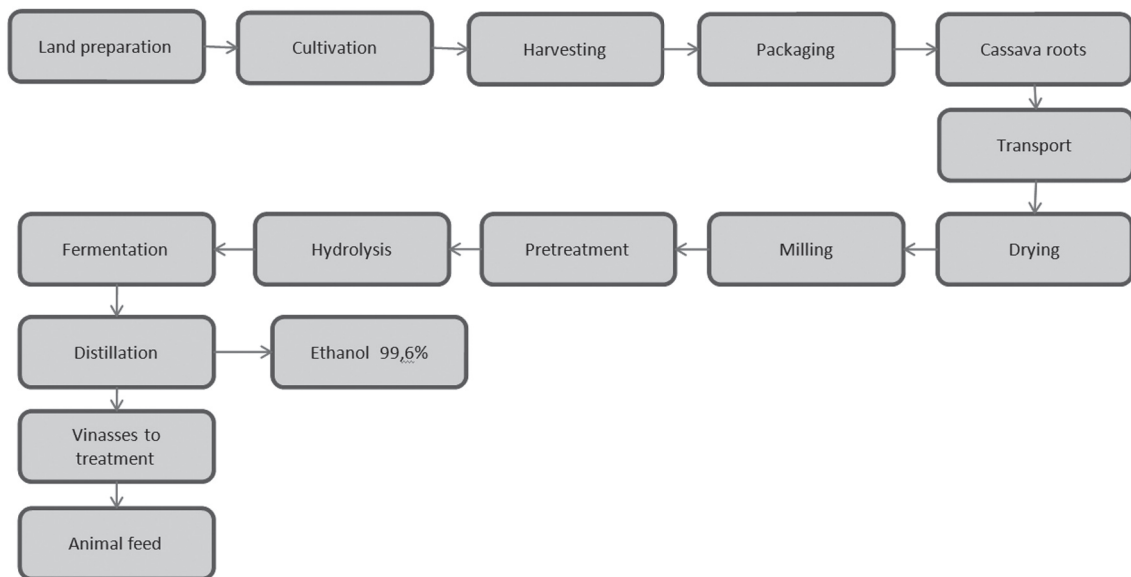 Land preparation
Cultivation
Harvesting
Packaging
Cassava roots
Transport
Fermentation
Hydrolysis
Pretreatment
Milling
Drying
Distillation
Ethanol 99,6%
Vinasses to
treatment
Animal feed